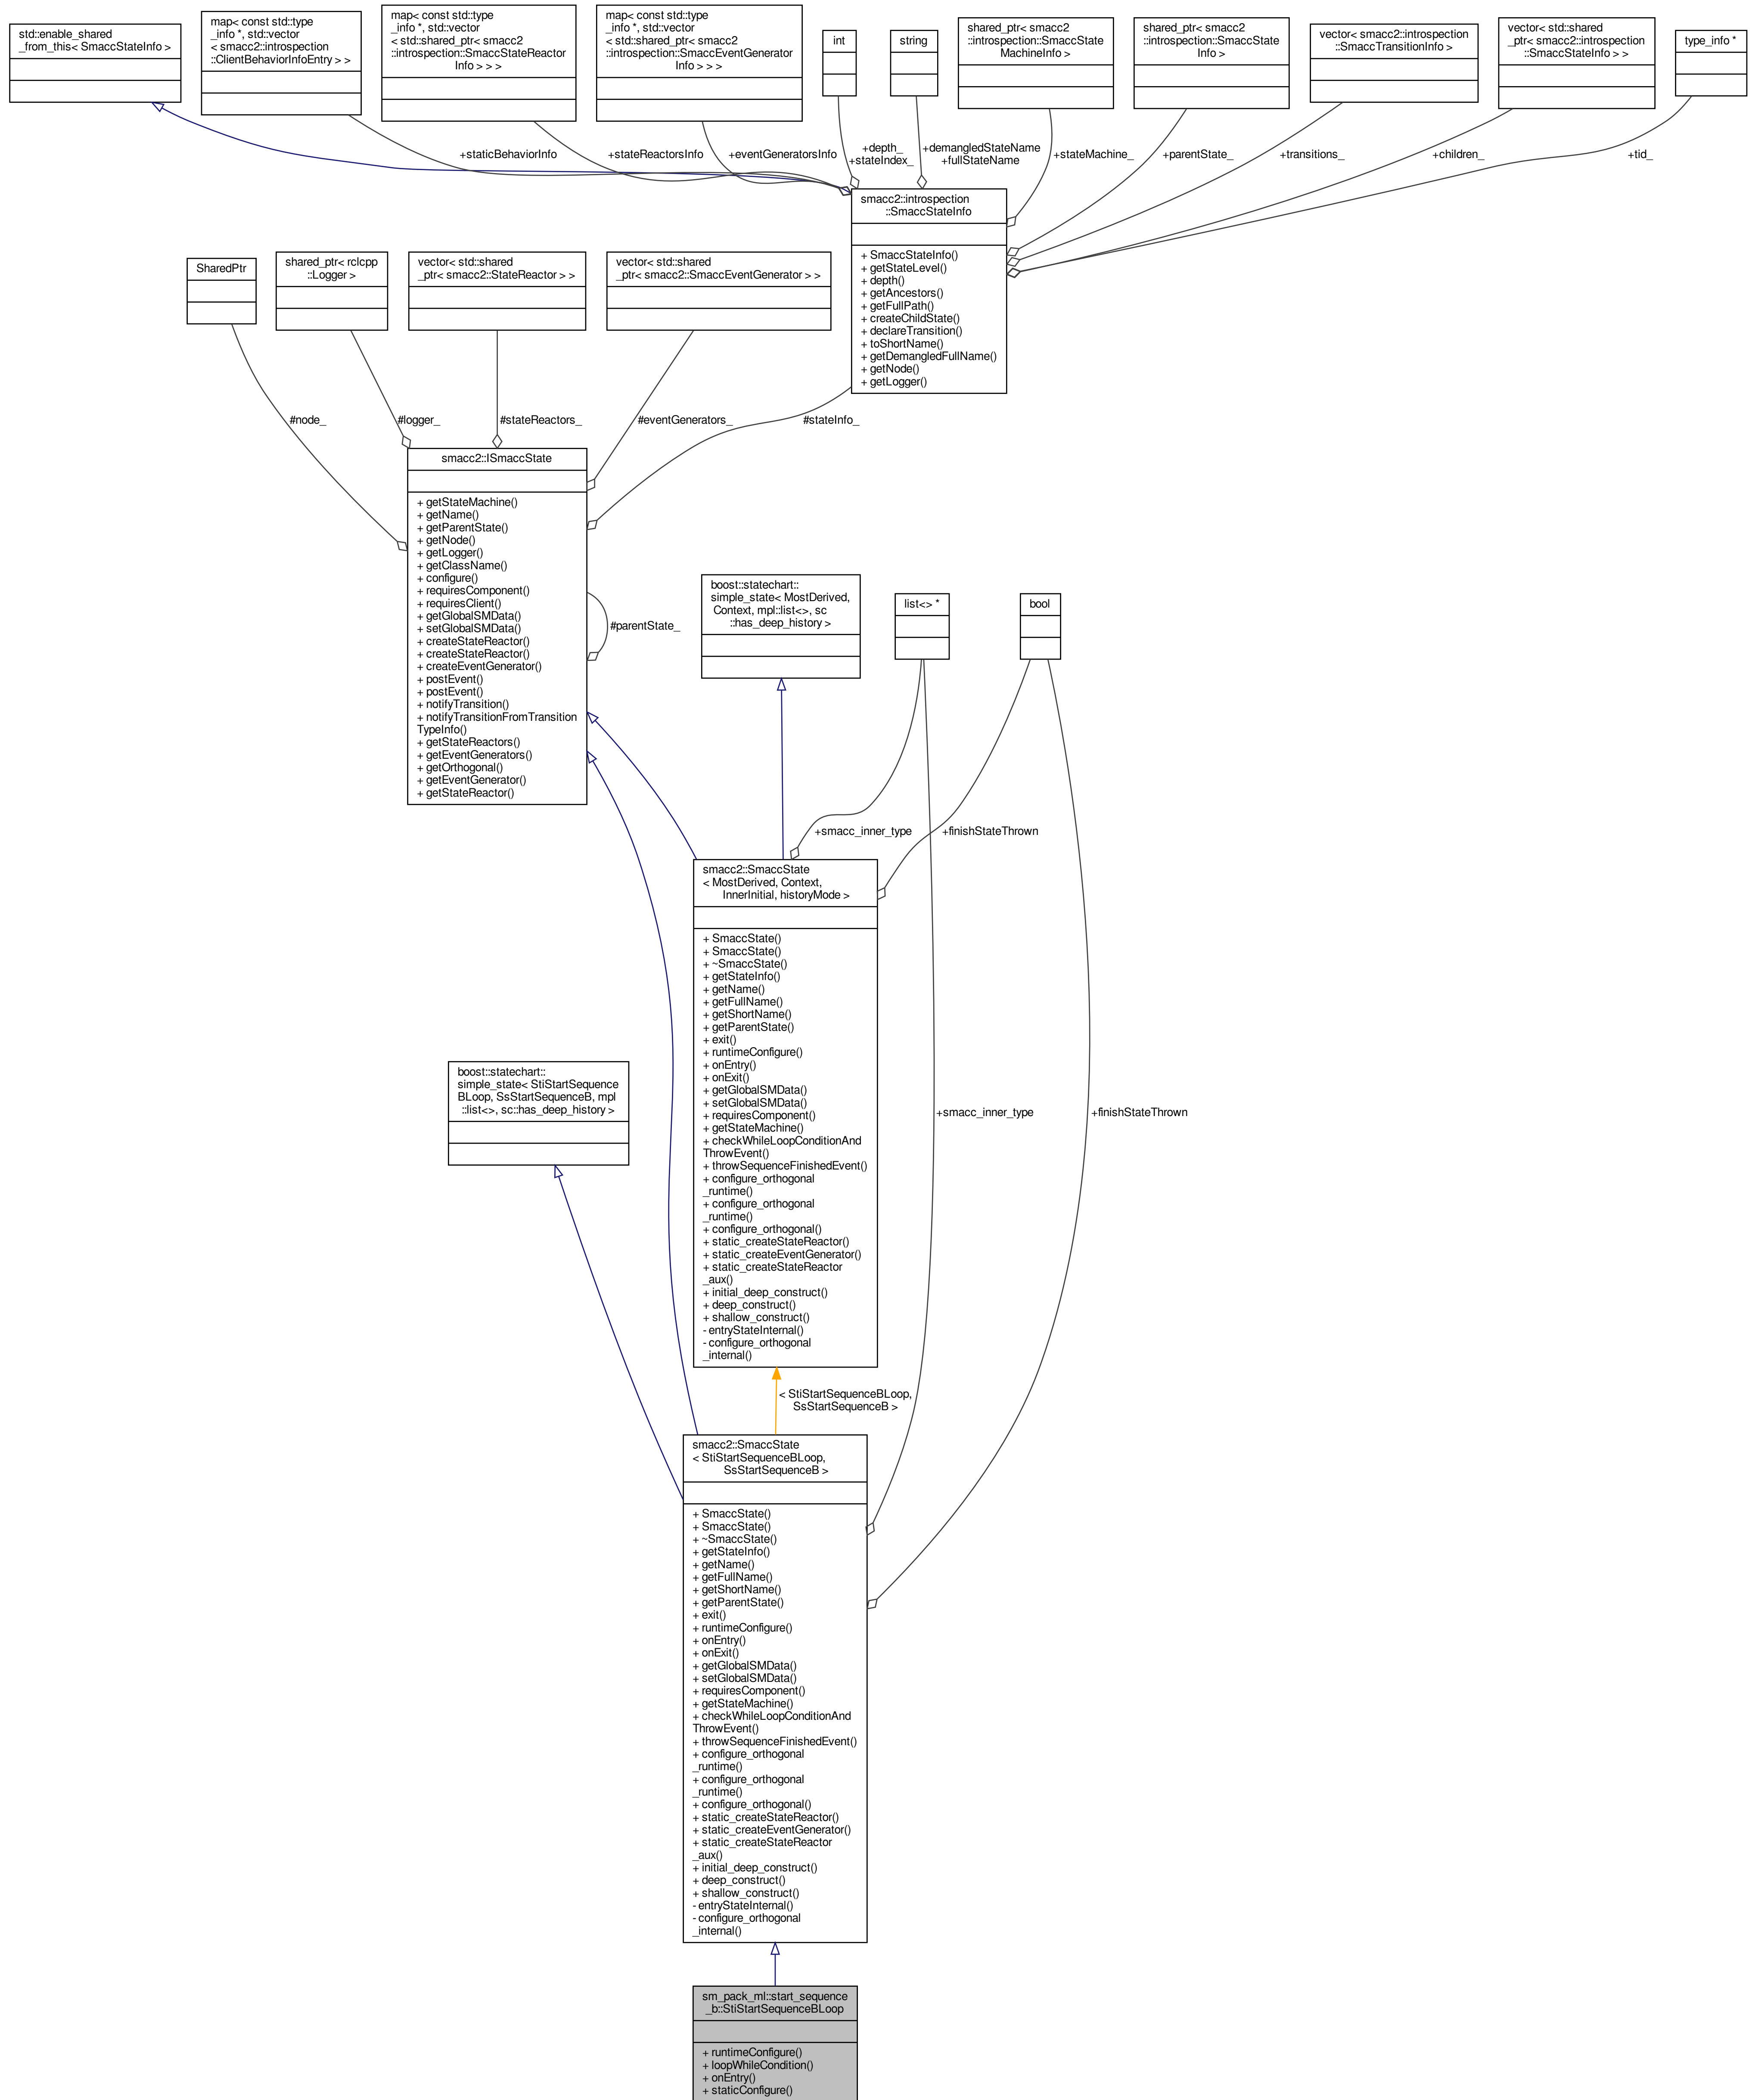 std::enable_shared
_from_this< SmaccStateInfo >
map< const std::type
_info *, std::vector
< smacc2::introspection
::ClientBehaviorInfoEntry > >
map< const std::type
_info *, std::vector
< std::shared_ptr< smacc2
::introspection::SmaccStateReactor
Info > > >
map< const std::type
_info *, std::vector
< std::shared_ptr< smacc2
::introspection::SmaccEventGenerator
Info > > >
int
string
shared_ptr< smacc2
::introspection::SmaccState
MachineInfo >
shared_ptr< smacc2
::introspection::SmaccState
Info >
vector< smacc2::introspection
::SmaccTransitionInfo >
vector< std::shared
_ptr< smacc2::introspection
::SmaccStateInfo > >
type_info *
+staticBehaviorInfo
+stateReactorsInfo
+eventGeneratorsInfo
+depth_
+stateIndex_
+demangledStateName
+fullStateName
+stateMachine_
+parentState_
+transitions_
+children_
+tid_
smacc2::introspection
::SmaccStateInfo
+ SmaccStateInfo()
+ getStateLevel()
+ depth()
+ getAncestors()
+ getFullPath()
+ createChildState()
+ declareTransition()
+ toShortName()
+ getDemangledFullName()
+ getNode()
+ getLogger()
SharedPtr
shared_ptr< rclcpp
::Logger >
vector< std::shared
_ptr< smacc2::StateReactor > >
vector< std::shared
_ptr< smacc2::SmaccEventGenerator > >
#node_
#logger_
#stateReactors_
#eventGenerators_
#stateInfo_
smacc2::ISmaccState
+ getStateMachine()
+ getName()
+ getParentState()
+ getNode()
+ getLogger()
+ getClassName()
+ configure()
+ requiresComponent()
+ requiresClient()
+ getGlobalSMData()
+ setGlobalSMData()
+ createStateReactor()
+ createStateReactor()
+ createEventGenerator()
+ postEvent()
+ postEvent()
+ notifyTransition()
+ notifyTransitionFromTransition
TypeInfo()
+ getStateReactors()
+ getEventGenerators()
+ getOrthogonal()
+ getEventGenerator()
+ getStateReactor()
#parentState_
boost::statechart::
simple_state< MostDerived,
Context, mpl::list<>, sc
::has_deep_history >
list<> *
bool
+smacc_inner_type
+finishStateThrown
smacc2::SmaccState
< MostDerived, Context,
InnerInitial, historyMode >
+ SmaccState()
+ SmaccState()
+ ~SmaccState()
+ getStateInfo()
+ getName()
+ getFullName()
+ getShortName()
+ getParentState()
+ exit()
+ runtimeConfigure()
+ onEntry()
+ onExit()
+ getGlobalSMData()
+ setGlobalSMData()
+ requiresComponent()
+ getStateMachine()
+ checkWhileLoopConditionAnd
ThrowEvent()
+ throwSequenceFinishedEvent()
+ configure_orthogonal
_runtime()
+ configure_orthogonal
_runtime()
+ configure_orthogonal()
+ static_createStateReactor()
+ static_createEventGenerator()
+ static_createStateReactor
_aux()
+ initial_deep_construct()
+ deep_construct()
+ shallow_construct()
- entryStateInternal()
- configure_orthogonal
_internal()
boost::statechart::
simple_state< StiStartSequence
BLoop, SsStartSequenceB, mpl
::list<>, sc::has_deep_history >
+smacc_inner_type
+finishStateThrown
< StiStartSequenceBLoop,
SsStartSequenceB >
smacc2::SmaccState
< StiStartSequenceBLoop,
SsStartSequenceB >
+ SmaccState()
+ SmaccState()
+ ~SmaccState()
+ getStateInfo()
+ getName()
+ getFullName()
+ getShortName()
+ getParentState()
+ exit()
+ runtimeConfigure()
+ onEntry()
+ onExit()
+ getGlobalSMData()
+ setGlobalSMData()
+ requiresComponent()
+ getStateMachine()
+ checkWhileLoopConditionAnd
ThrowEvent()
+ throwSequenceFinishedEvent()
+ configure_orthogonal
_runtime()
+ configure_orthogonal
_runtime()
+ configure_orthogonal()
+ static_createStateReactor()
+ static_createEventGenerator()
+ static_createStateReactor
_aux()
+ initial_deep_construct()
+ deep_construct()
+ shallow_construct()
- entryStateInternal()
- configure_orthogonal
_internal()
sm_pack_ml::start_sequence
_b::StiStartSequenceBLoop
+ runtimeConfigure()
+ loopWhileCondition()
+ onEntry()
+ staticConfigure()